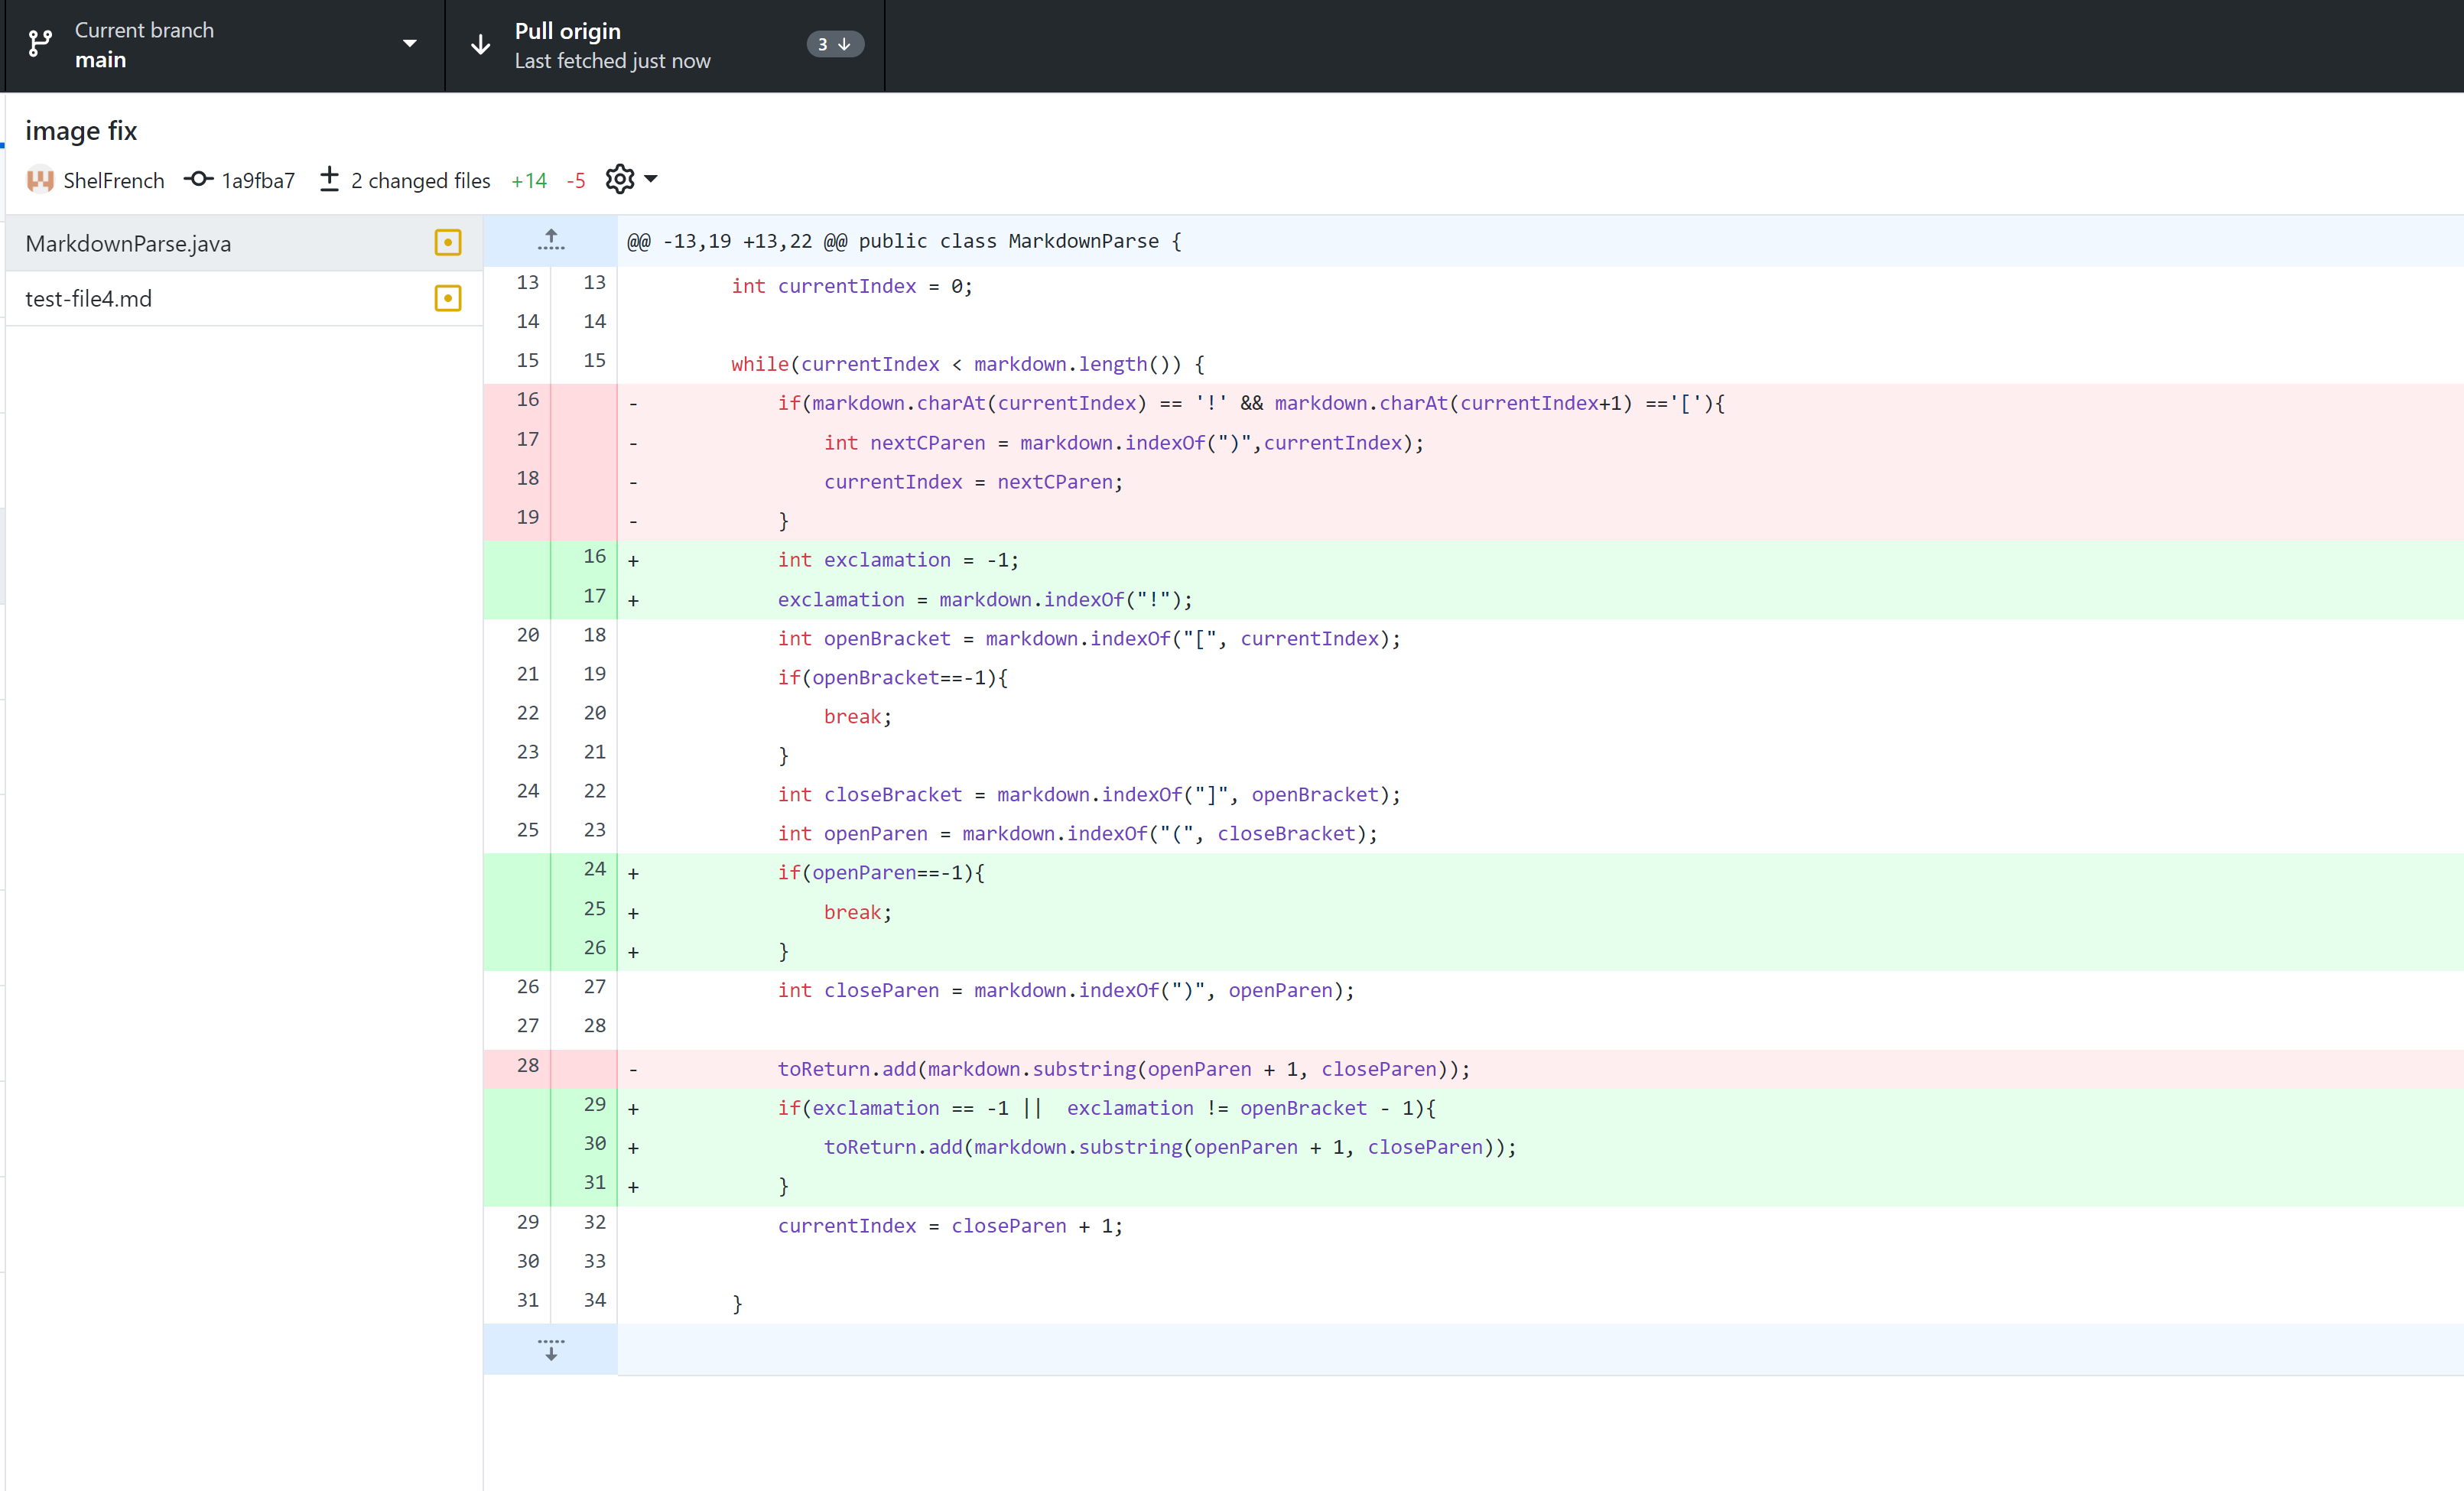 Current branch
main
Pull origin
Last fetched just now
3
image fix
ShelFrench 1a9fba7 2 changed files +14 -5
MarkdownParse.java
test-file4.md
@@ -13,19 +13,22 @@ public class MarkdownParse {
13 13 int currentIndex = 0;
14 14
15 15 while(currentIndex < markdown.length()) {
16 - if(markdown.charAt(currentIndex) == '!' && markdown.charAt(currentIndex+1) =='['){
17 - int nextCParen = markdown.indexOf(")",currentIndex);
18 - currentIndex = nextCParen;
19 - }
16 + int exclamation = -1;
17 + exclamation = markdown.indexOf("!");
20 18 int openBracket = markdown.indexOf("[", currentIndex);
21 19 if(openBracket==-1){
22 20 break;
23 21 }
24 22 int closeBracket = markdown.indexOf("]", openBracket);
25 23 int openParen = markdown.indexOf("(", closeBracket);
24 + if(openParen==-1){
25 + break;
26 + }
26 27 int closeParen = markdown.indexOf(")", openParen);
27 28
28 - toReturn.add(markdown.substring(openParen + 1, closeParen));
29 + if(exclamation == -1 ||  exclamation != openBracket - 1){
30 + toReturn.add(markdown.substring(openParen + 1, closeParen));
31 + }
29 32 currentIndex = closeParen + 1;
30 33
31 34 }